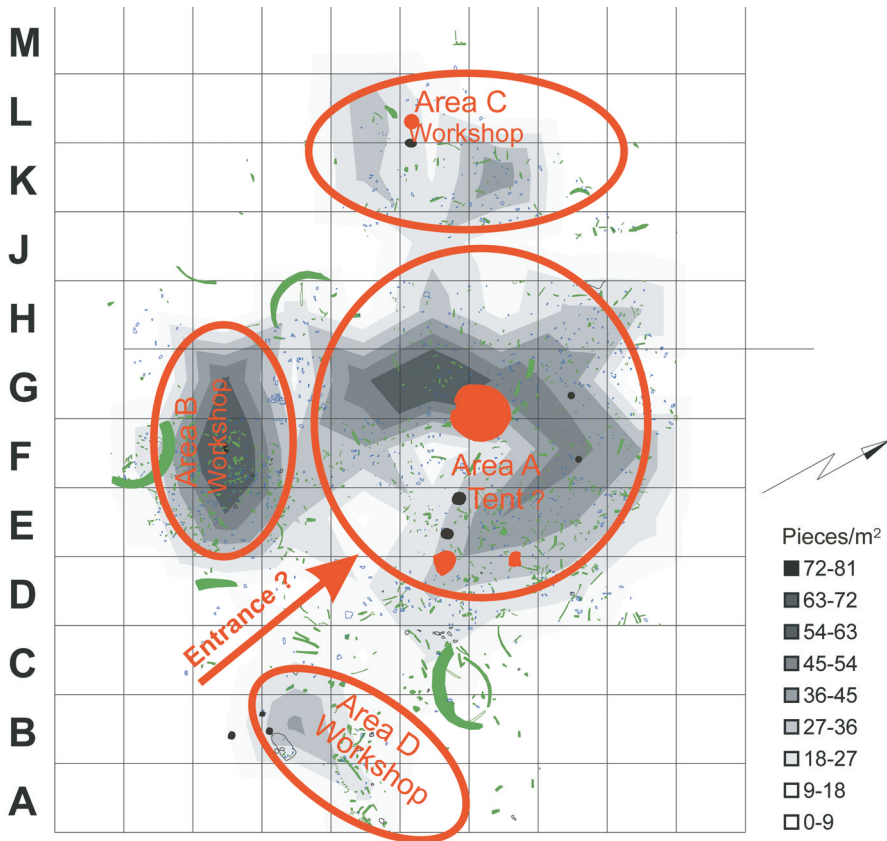 M
L
K
J
H
G
F
E
D
C
B
A
Area C
Workshop
Area B
Workshop
Area A
Tent ?
Entrance ?
Area D
Workshop
Pieces/m²
72-81
63-72
54-63
45-54
36-45
27-36
18-27
9-18
0-9